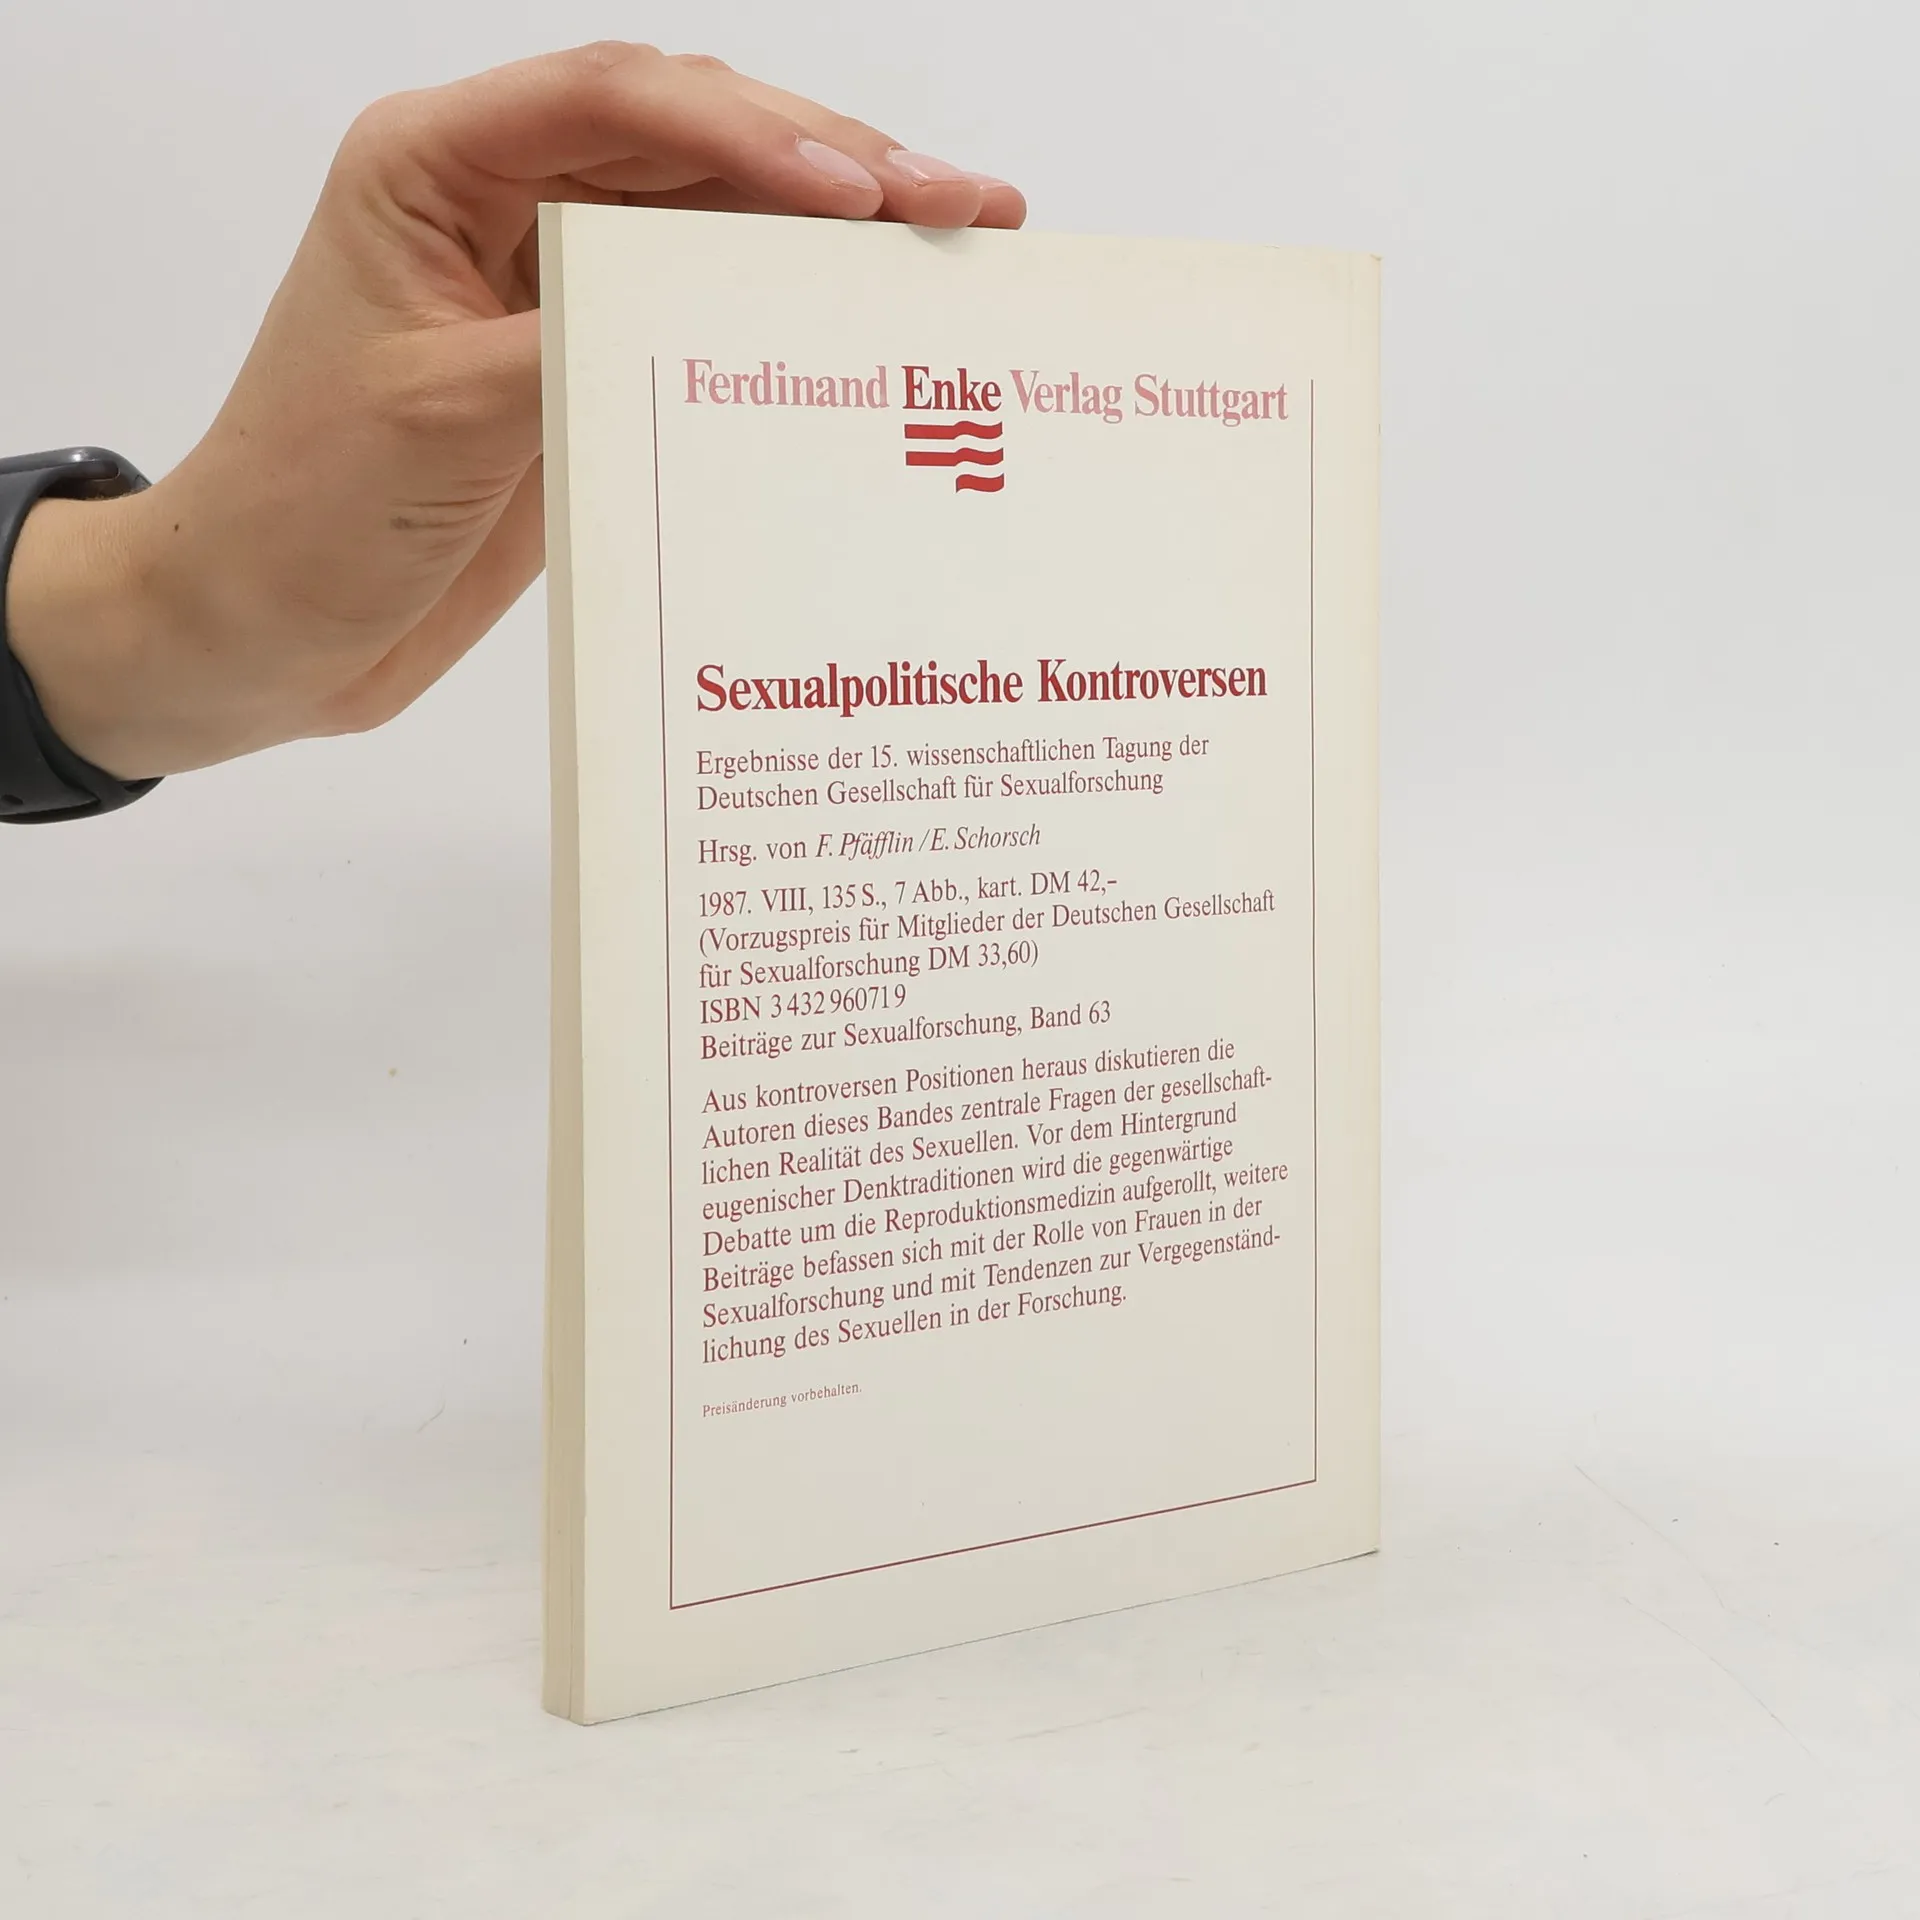 Ferdinand Enke Verlag Stuttgart
Sexualpolitische Kontroversen
Ergebnisse der 15. wissenschaftlichen Tagung der
Deutschen Gesellschaft für Sexualforschung
Hrsg. von F. Pfäfflin/E. Schorsch
1987. VIII, 135 S., 7 Abb., kart. DM 42,–
(Vorzugspreis für Mitglieder der Deutschen Gesellschaft
für Sexualforschung DM 33,60)
ISBN 3 432 96071 9
Beiträge zur Sexualforschung, Band 63
Aus kontroversen Positionen heraus diskutieren die
Autoren dieses Bandes zentrale Fragen der gesellschaft-
lichen Realität des Sexuellen. Vor dem Hintergrund
eugenischer Denktraditionen wird die gegenwärtige
Debatte um die Reproduktionsmedizin aufgerollt, weitere
Beiträge befassen sich mit der Rolle von Frauen in der
Sexualforschung und mit Tendenzen zur Vergegenständ-
lichung des Sexuellen in der Forschung.
Preisänderung vorbehalten.